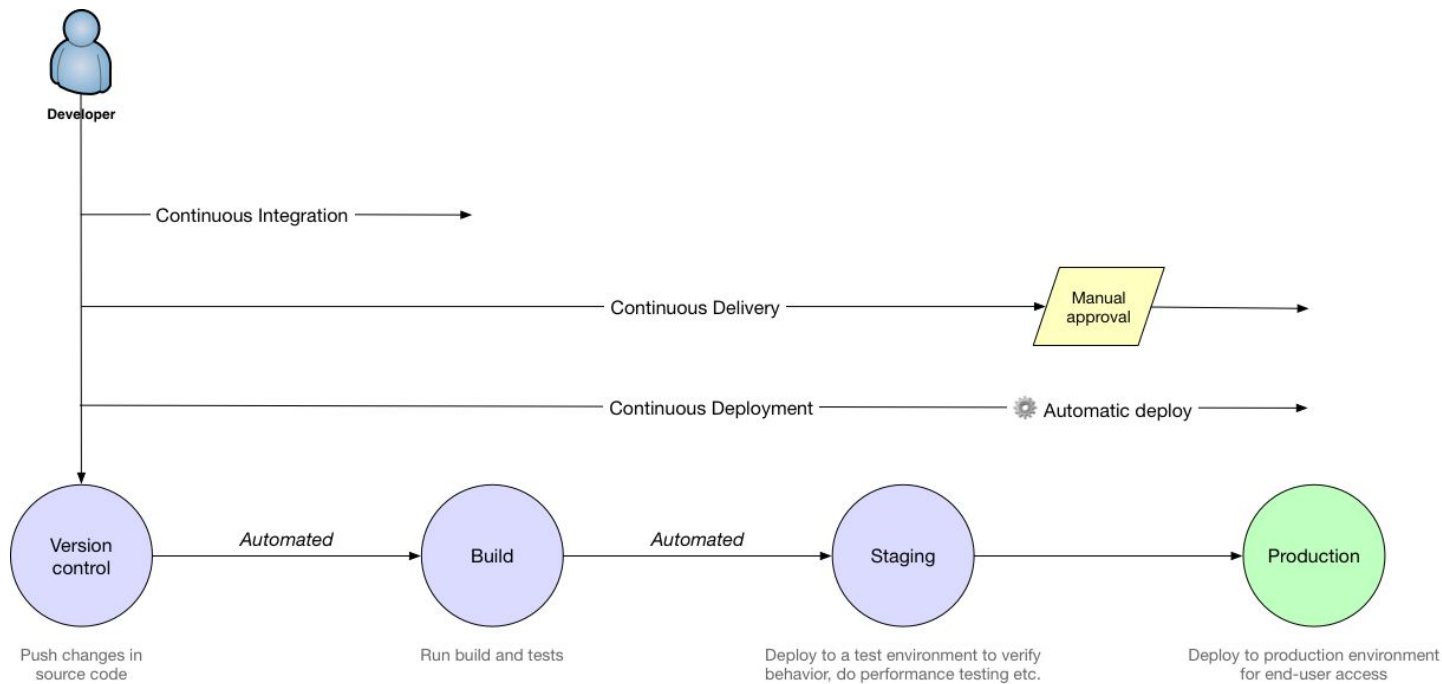 Developer
Continuous Integration
Continuous Delivery
Manual
approval
Continuous Deployment
Automatic deploy
Version
control
Automated
Build
Automated
Staging
Production
Push changes in
source code
Run build and tests
Deploy to a test environment to verify
behavior, do performance testing etc.
Deploy to production environment
for end-user access